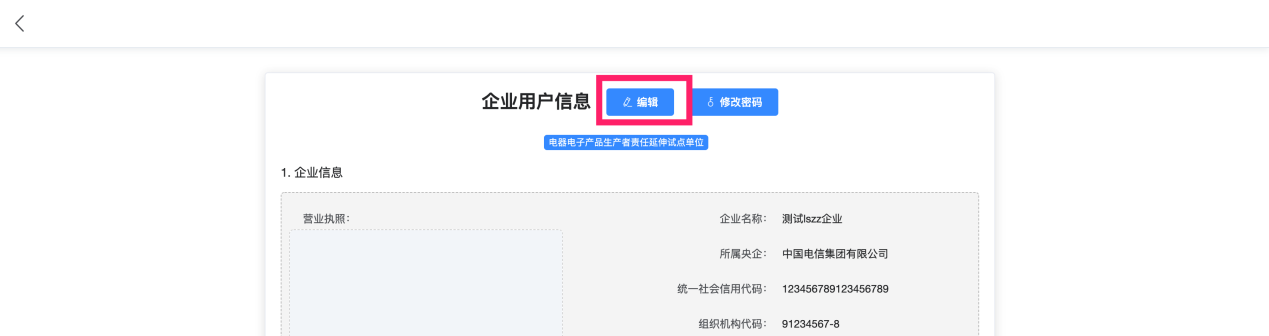 企业用户信息 编辑 修改密码
电器电子产品生产者责任延伸试点单位
1. 企业信息
营业执照： 企业名称： 测试lszz企业
所属央企： 中国电信集团有限公司
统一社会信用代码： 123456789123456789
组织机构代码： 91234567-8